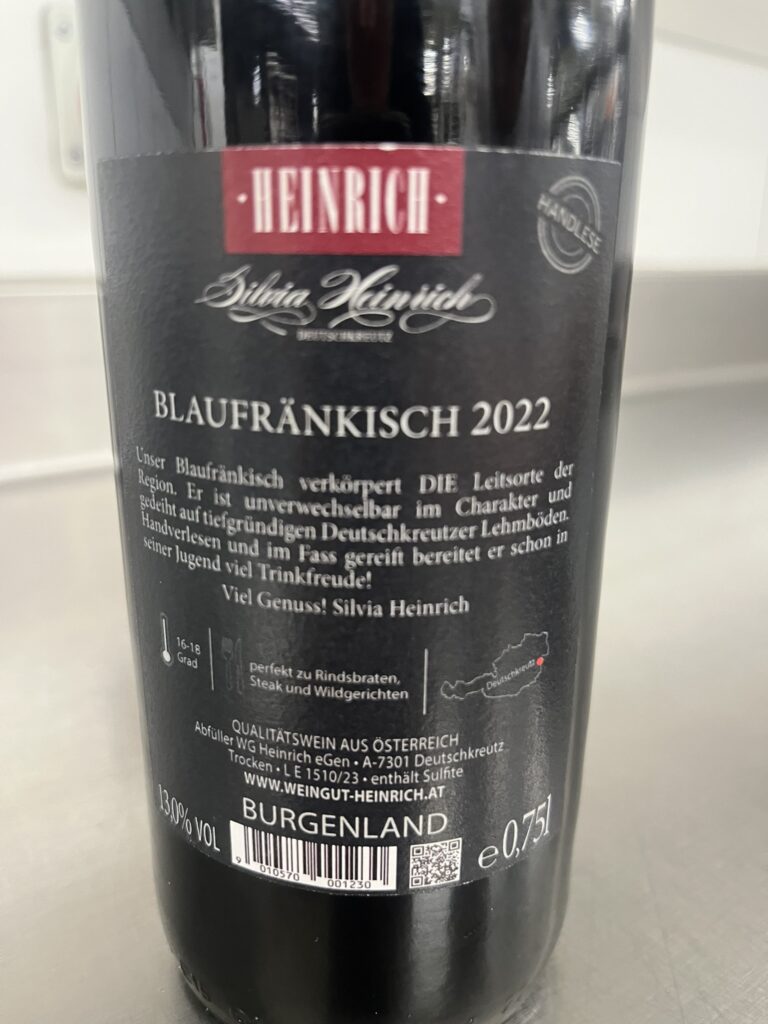 ·HEINRICH·
HANDLESE
Silvia Heinrich
DEUTSCHKREUTZ
BLAUFRÄNKISCH 2022
Unser Blaufränkisch verkörpert DIE Leitsorte der
Region. Er ist unverwechselbar im Charakter und
gedeiht auf tiefgründigen Deutschkreutzer Lehmböden.
Handverlesen und im Fass gereift bereitet er schon in
seiner Jugend viel Trinkfreude!
Viel Genuss! Silvia Heinrich
16-18
Grad
perfekt zu Rindsbraten,
Steak und Wildgerichten
Deutschkreutz
QUALITÄTSWEIN AUS ÖSTERREICH
Abfüller WG Heinrich eGen • A-7301 Deutschkreutz
Trocken • L E 1510/23 • enthält Sulfite
WWW.WEINGUT-HEINRICH.AT
BURGENLAND
13,0% VOL
e 0,75l
9 010570 001230